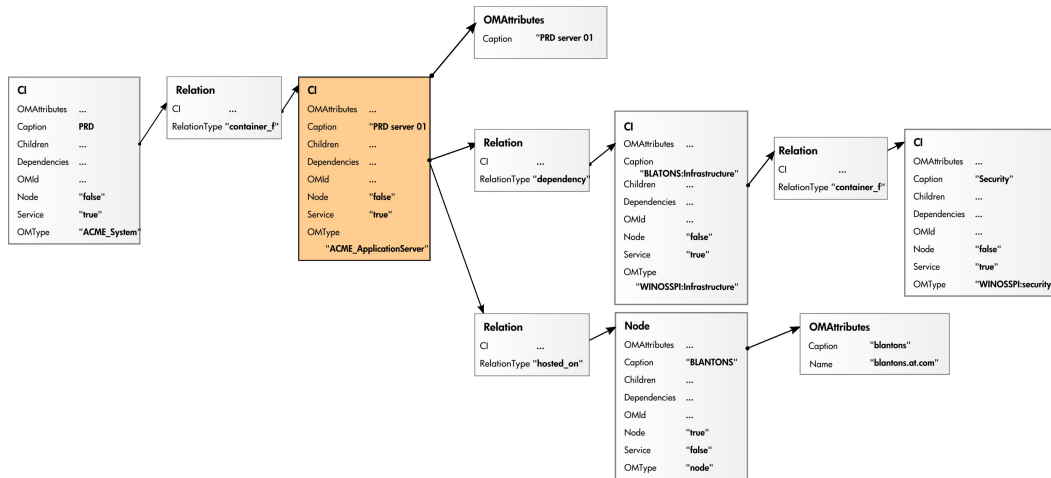 OMAttributes
Caption "PRD server 01
CI
OMAttributes ...
Caption PRD
Children ...
Dependencies ...
OMId ...
Node "false"
Service "true"
OMType "ACME_System"
Relation
CI ...
RelationType "container_f"
CI
OMAttributes ...
Caption "PRD server 01
Children ...
Dependencies ...
OMId ...
Node "false"
Service "true"
OMType
"ACME_ApplicationServer"
Relation
CI ...
RelationType "dependency"
CI
OMAttributes ...
Caption
"BLATONS:Infrastructure"
Children ...
Dependencies ...
OMId ...
Node "false"
Service "true"
OMType
"WINOSSPI:Infrastructure"
Relation
CI ...
RelationType "container_f"
CI
OMAttributes ...
Caption "Security"
Children ...
Dependencies ...
OMId ...
Node "false"
Service "true"
OMType "WINOSSPI:security
Relation
CI ...
RelationType "hosted_on"
Node
OMAttributes ...
Caption "BLANTONS"
Children ...
Dependencies ...
OMId ...
Node "true"
Service "false"
OMType "node"
OMAttributes
Caption "blantons"
Name "blantons.at.com"